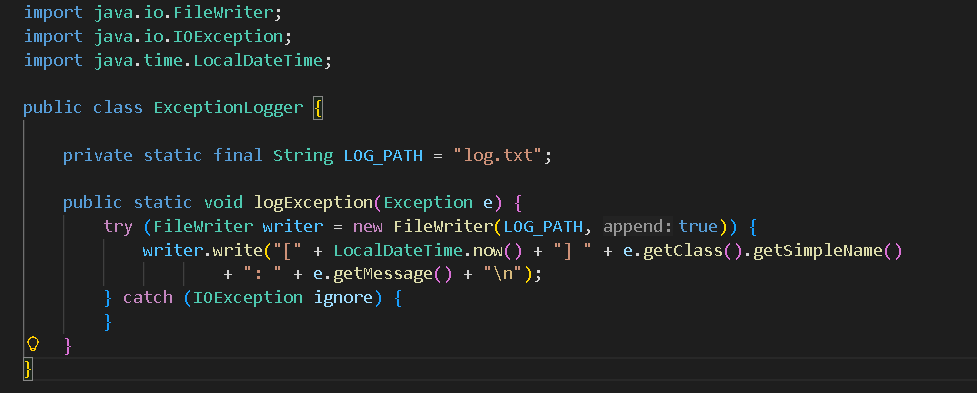 import java.io.FileWriter;
import java.io.IOException;
import java.time.LocalDateTime;
public class ExceptionLogger {
private static final String LOG_PATH = "log.txt";
public static void logException(Exception e) {
try (FileWriter writer = new FileWriter(LOG_PATH, append: true)) {
writer.write("[" + LocalDateTime.now() + "] " + e.getClass().getSimpleName()
+ ": " + e.getMessage() + "\n");
} catch (IOException ignore) {
}
}
}